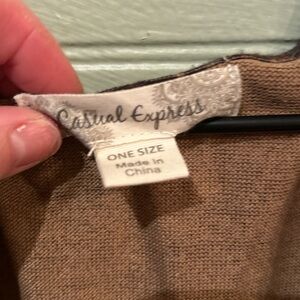 Casual Express
ONE SIZE
Made in
China